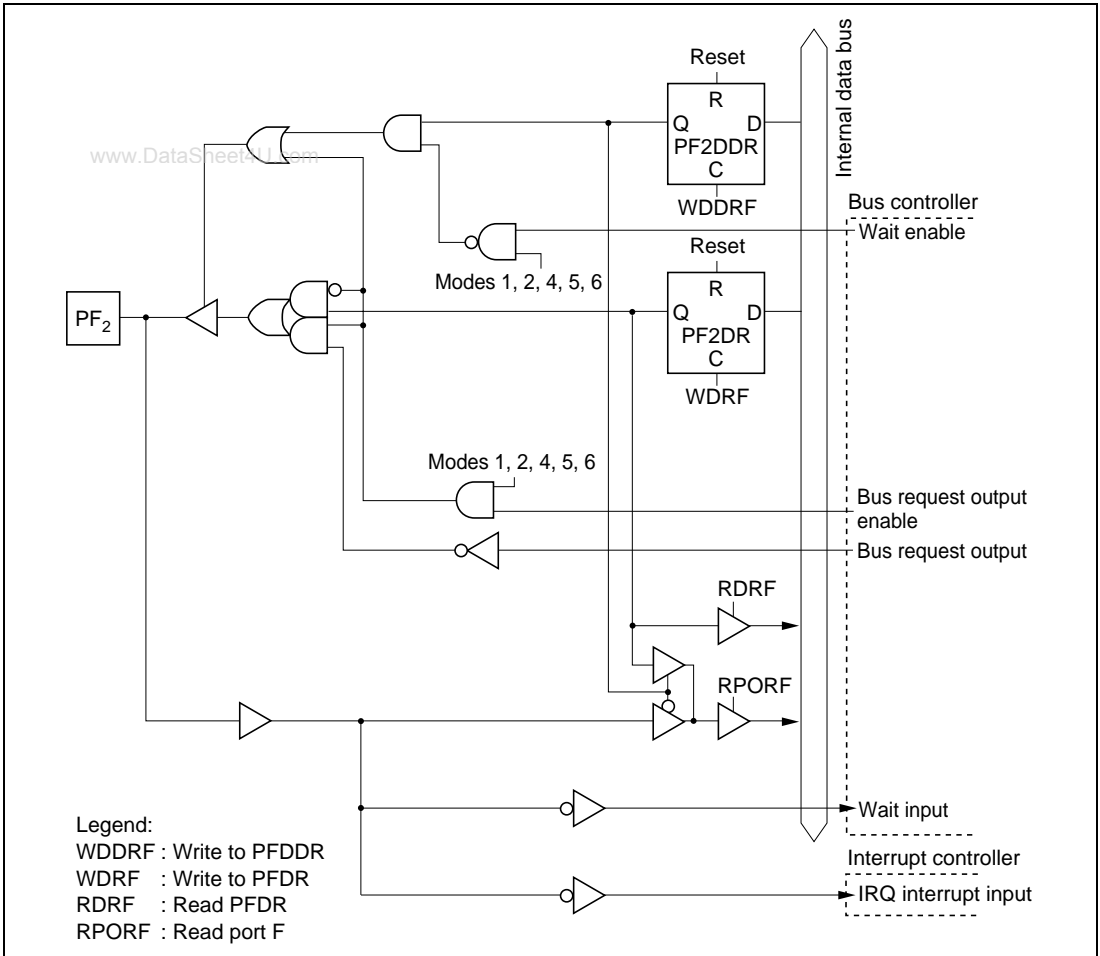 Reset
R
Q D
PF2DDR
C
WDDRF
Internal data bus
www.DataSheet4U.com
Bus controller
Wait enable
Modes 1, 2, 4, 5, 6
Reset
R
Q D
PF2DR
C
WDRF
PF2
Modes 1, 2, 4, 5, 6
Bus request output
enable
Bus request output
RDRF
RPORF
Wait input
Interrupt controller
IRQ interrupt input
Legend:
WDDRF : Write to PFDDR
WDRF : Write to PFDR
RDRF : Read PFDR
RPORF : Read port F